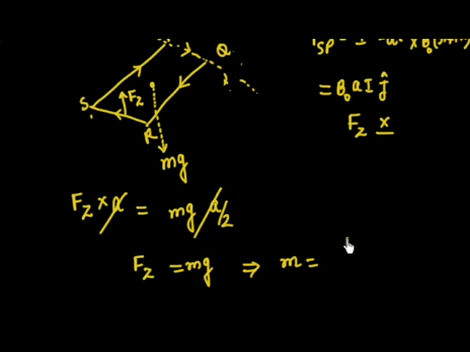 Q
S
F_z
R
mg
= B₀aI ĵ
F_z x
F_z × a = mg a/2
F_z = mg ⇒ m =